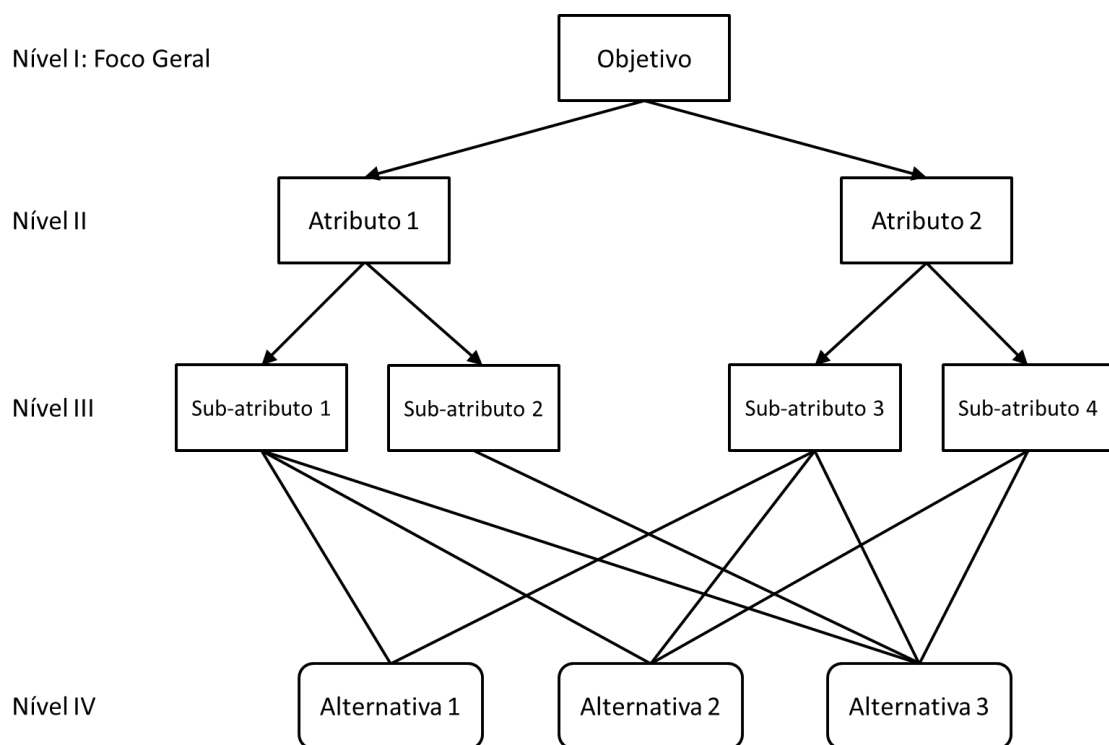 Nível I: Foco Geral
Objetivo
Nível II
Atributo 1
Atributo 2
Nível III
Sub-atributo 1
Sub-atributo 2
Sub-atributo 3
Sub-atributo 4
Nível IV
Alternativa 1
Alternativa 2
Alternativa 3